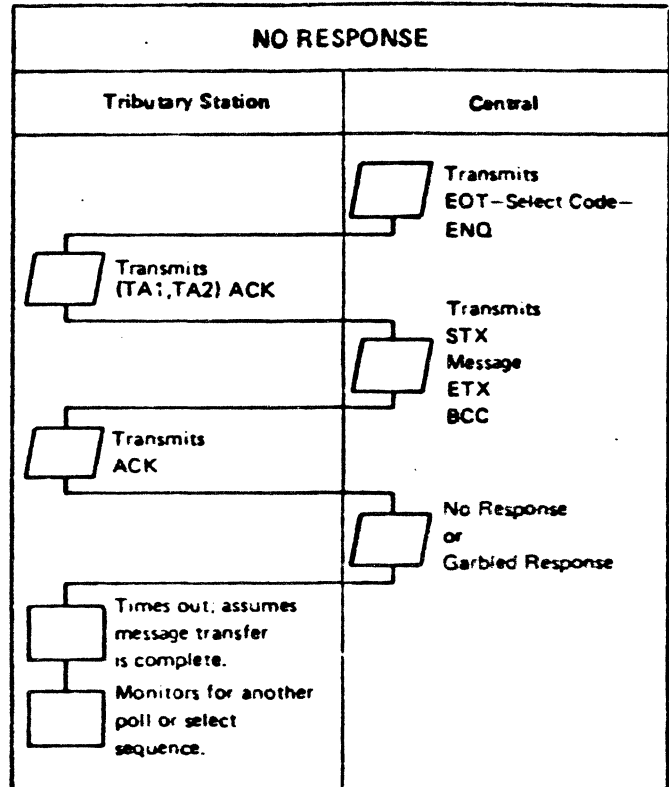 NO RESPONSE
Tributary Station
Central
Transmits
EOT–Select Code–
ENQ
Transmits
(TA1,TA2) ACK
Transmits
STX
Message
ETX
BCC
Transmits
ACK
No Response
or
Garbled Response
Times out; assumes
message transfer
is complete.
Monitors for another
poll or select
sequence.